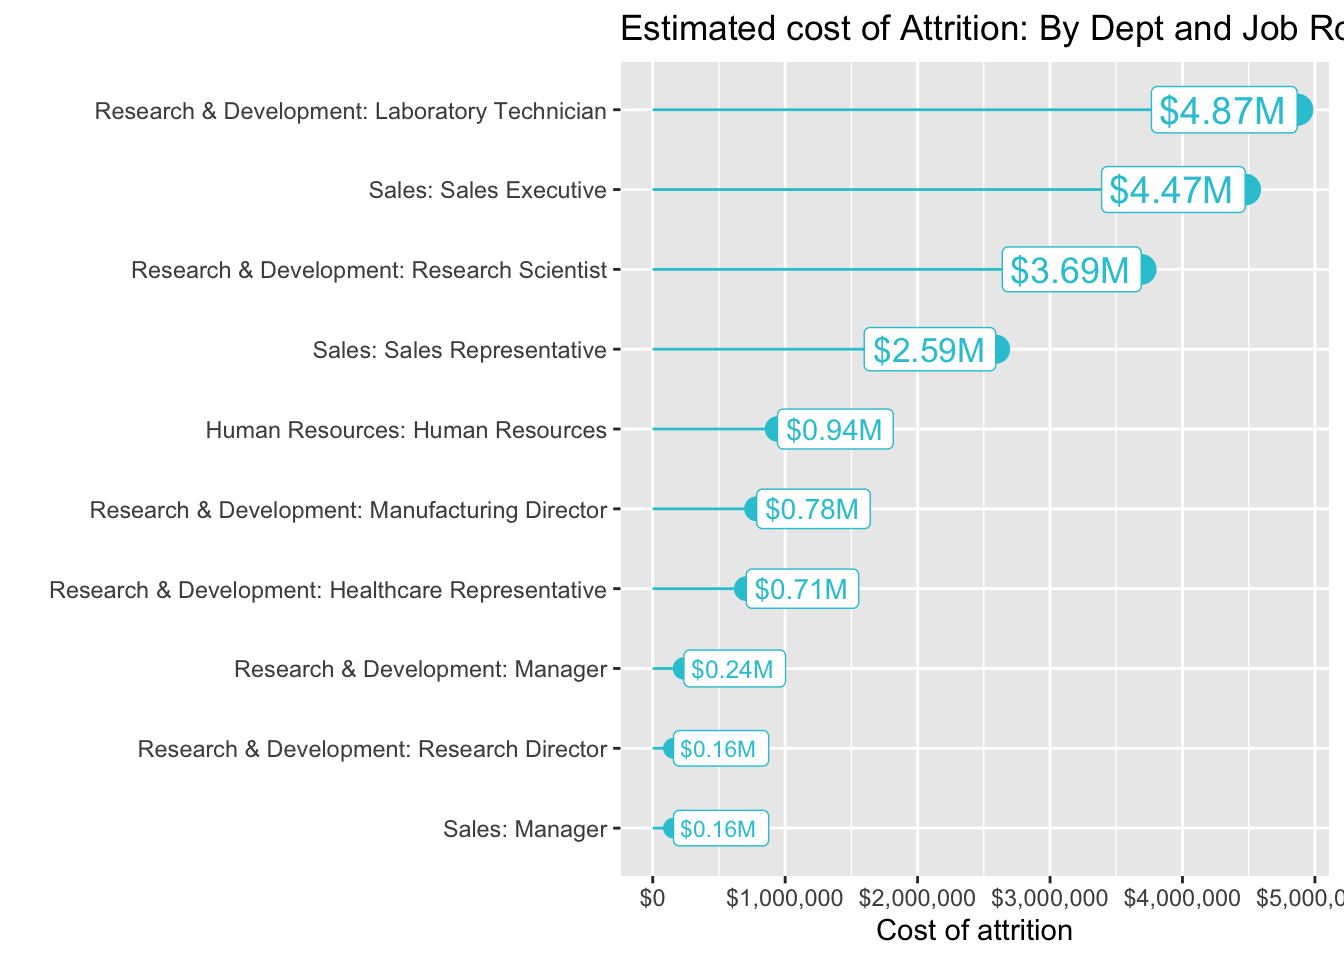 Estimated cost of Attrition: By Dept and Job Ro
Research & Development: Laboratory Technician $4.87M
Sales: Sales Executive $4.47M
Research & Development: Research Scientist $3.69M
Sales: Sales Representative $2.59M
Human Resources: Human Resources $0.94M
Research & Development: Manufacturing Director $0.78M
Research & Development: Healthcare Representative $0.71M
Research & Development: Manager $0.24M
Research & Development: Research Director $0.16M
Sales: Manager $0.16M
$0 $1,000,000 $2,000,000 $3,000,000 $4,000,000 $5,000,0
Cost of attrition